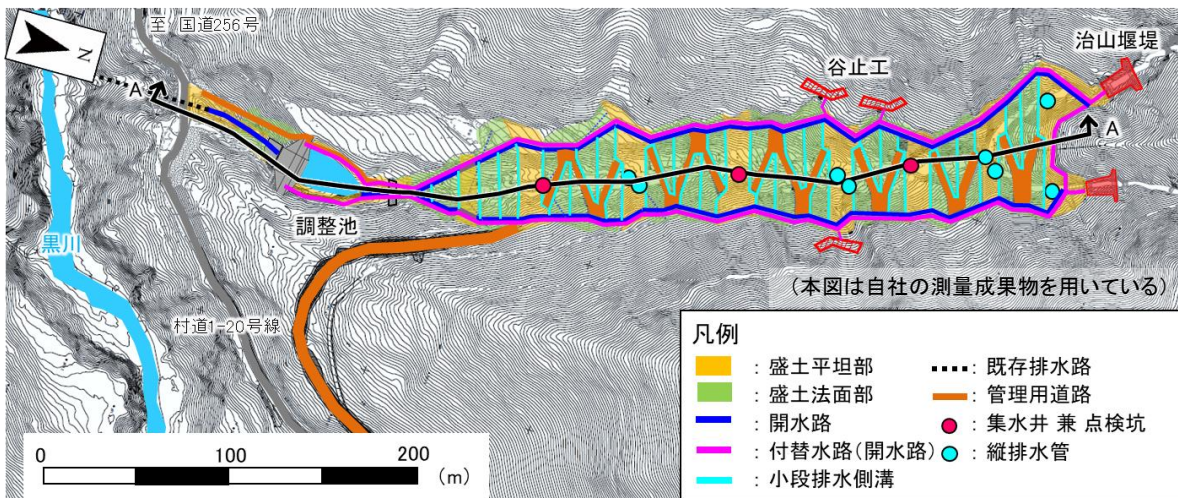 至 国道256号
N
A
谷止工
治山堰堤
A
調整池
黒川
村道1-20号線
(本図は自社の測量成果物を用いている)
凡例
：盛土平坦部
：既存排水路
：盛土法面部
：管理用道路
：開水路
：集水井 兼 点検坑
：付替水路(開水路)
：縦排水管
：小段排水側溝
0 100 200
(m)